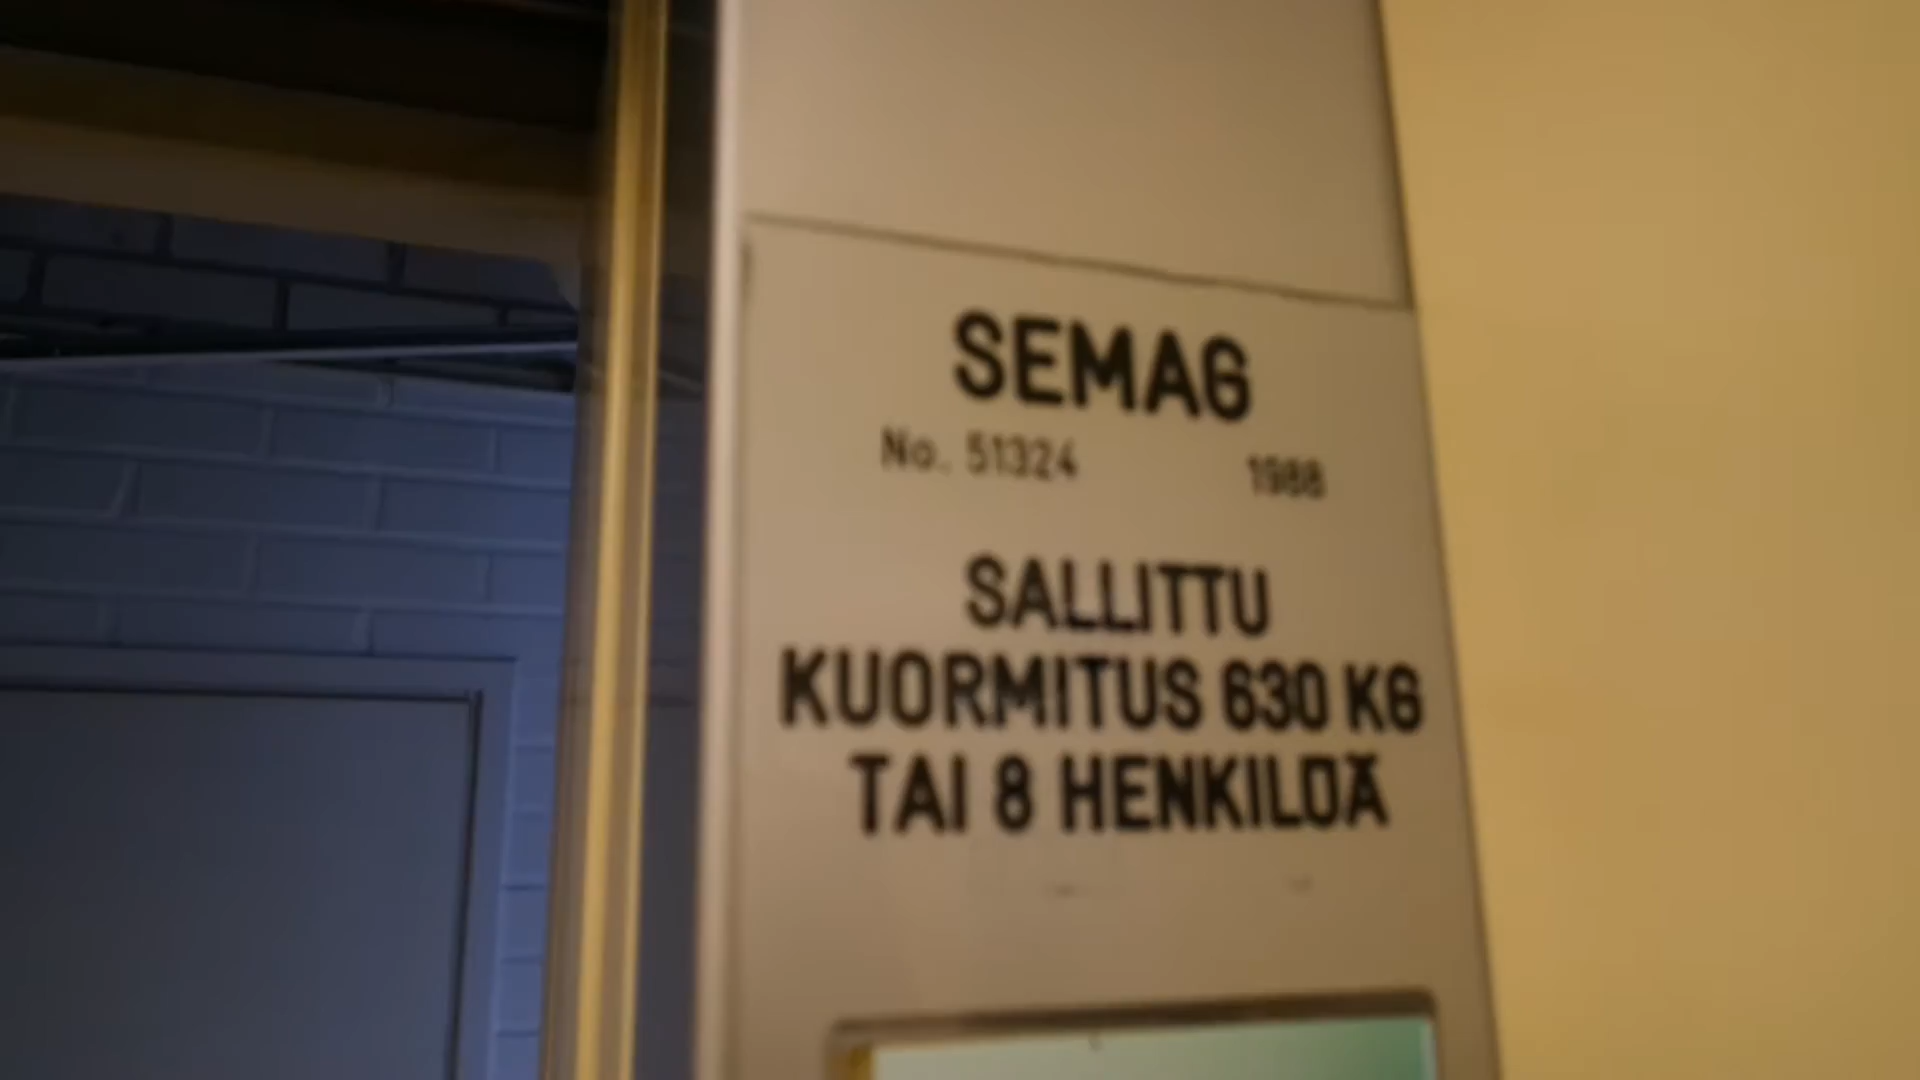 SEMAG
No. 51324 1988
SALLITTU
KUORMITUS 630 KG
TAI 8 HENKILÖÄ